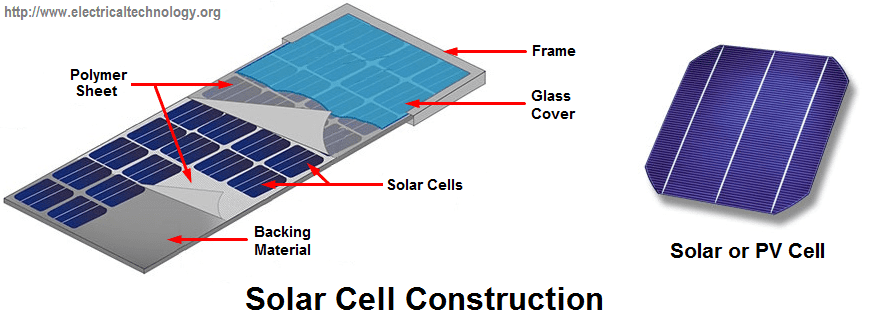 http://www.electricaltechnology.org
Frame
Polymer
Sheet
Glass
Cover
Solar Cells
Backing
Material
Solar or PV Cell
Solar Cell Construction